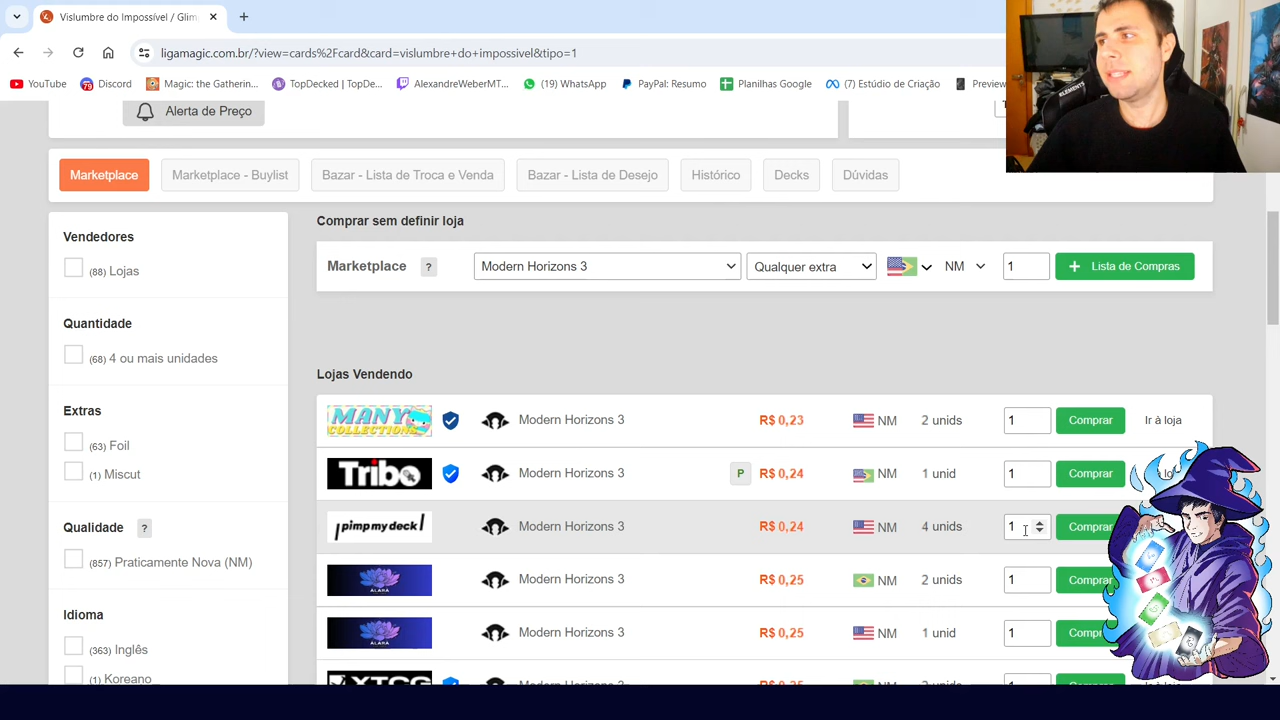 Vislumbre do Impossível / Glim
ligamagic.com.br/?view=cards%2Fcard&card=vislumbre+do+impossivel&tipo=1
YouTube Discord Magic: the Gatherin... TopDecked | TopDe... AlexandreWeberMT... (19) WhatsApp PayPal: Resumo Planilhas Google (7) Estúdio de Criação Preview
79
Alerta de Preço
Marketplace Marketplace - Buylist Bazar - Lista de Troca e Venda Bazar - Lista de Desejo Histórico Decks Dúvidas
Comprar sem definir loja
Vendedores
Marketplace ? Modern Horizons 3 Qualquer extra NM 1 + Lista de Compras
(88) Lojas
Quantidade
(68) 4 ou mais unidades
Lojas Vendendo
Extras
MANY COLLECTIONS Modern Horizons 3 R$ 0,23 NM 2 unids 1 Comprar Ir à loja
(63) Foil
(1) Miscut
Tribo Modern Horizons 3 P R$ 0,24 NM 1 unid 1 Comprar
Qualidade ?
pimp my deck! Modern Horizons 3 R$ 0,24 NM 4 unids 1 Comprar
(857) Praticamente Nova (NM)
ALARA Modern Horizons 3 R$ 0,25 NM 2 unids 1 Comprar
Idioma
ALARA Modern Horizons 3 R$ 0,25 NM 1 unid 1
(363) Inglês
(1) Koreano
ELEMENTS